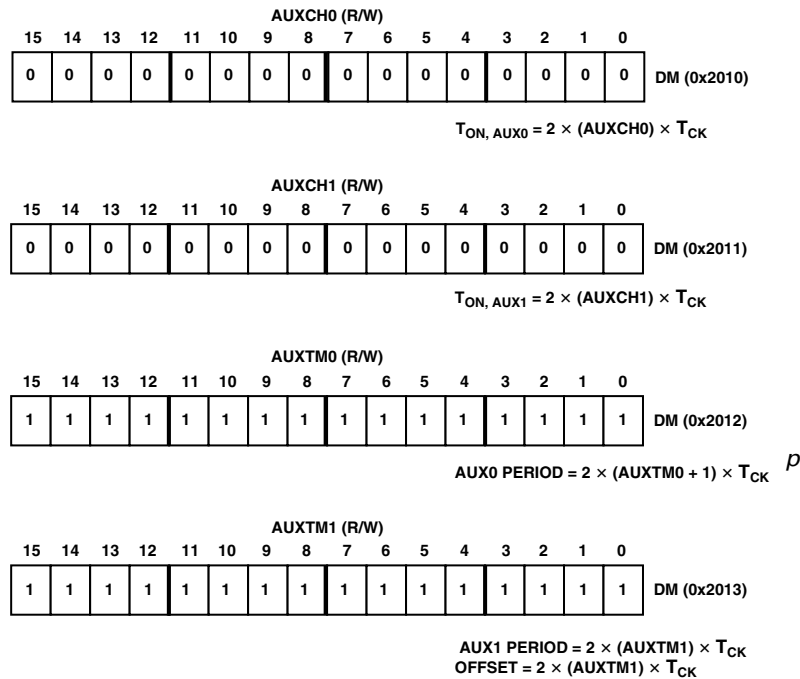 AUXCH0 (R/W)
15 14 13 12 11 10 9 8 7 6 5 4 3 2 1 0
0 0 0 0 0 0 0 0 0 0 0 0 0 0 0 0 DM (0x2010)
TON, AUX0 = 2 × (AUXCH0) × TCK
AUXCH1 (R/W)
15 14 13 12 11 10 9 8 7 6 5 4 3 2 1 0
0 0 0 0 0 0 0 0 0 0 0 0 0 0 0 0 DM (0x2011)
TON, AUX1 = 2 × (AUXCH1) × TCK
AUXTM0 (R/W)
15 14 13 12 11 10 9 8 7 6 5 4 3 2 1 0
1 1 1 1 1 1 1 1 1 1 1 1 1 1 1 1 DM (0x2012)
AUX0 PERIOD = 2 × (AUXTM0 + 1) × TCK p
AUXTM1 (R/W)
15 14 13 12 11 10 9 8 7 6 5 4 3 2 1 0
1 1 1 1 1 1 1 1 1 1 1 1 1 1 1 1 DM (0x2013)
AUX1 PERIOD = 2 × (AUXTM1) × TCK
OFFSET = 2 × (AUXTM1) × TCK